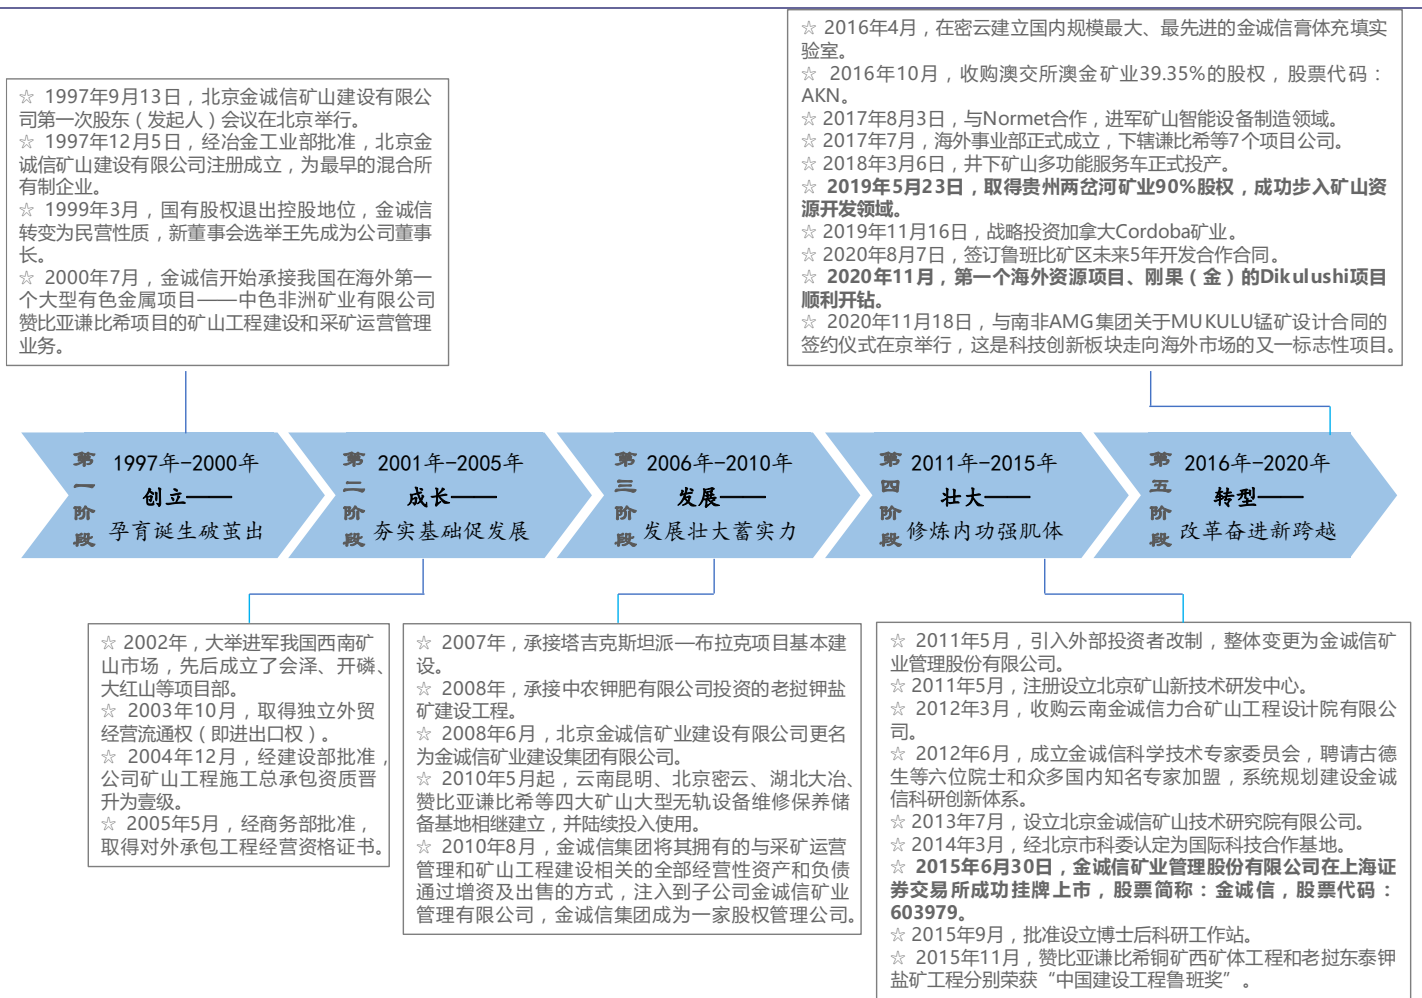 ☆ 1997年9月13日，北京金诚信矿山建设有限公
司第一次股东（发起人）会议在北京举行。
☆ 1997年12月5日，经冶金工业部批准，北京金
诚信矿山建设有限公司注册成立，为最早的混合所
有制企业。
☆ 1999年3月，国有股权退出控股地位，金诚信
转变为民营性质，新董事会选举王先成为公司董事
长。
☆ 2000年7月，金诚信开始承接我国在海外第一
个大型有色金属项目——中色非洲矿业有限公司
赞比亚谦比希项目的矿山工程建设和采矿运营管理
业务。
☆ 2016年4月，在密云建立国内规模最大、最先进的金诚信膏体充填实
验室。
☆ 2016年10月，收购澳交所澳金矿业39.35%的股权，股票代码：
AKN。
☆ 2017年8月3日，与Normet合作，进军矿山智能设备制造领域。
☆ 2017年7月，海外事业部正式成立，下辖谦比希等7个项目公司。
☆ 2018年3月6日，井下矿山多功能服务车正式投产。
☆ 2019年5月23日，取得贵州两岔河矿业90%股权，成功步入矿山资
源开发领域。
☆ 2019年11月16日，战略投资加拿大Cordoba矿业。
☆ 2020年8月7日，签订鲁班比矿区未来5年开发合作合同。
☆ 2020年11月，第一个海外资源项目、刚果（金）的Dikulushi项目
顺利开钻。
☆ 2020年11月18日，与南非AMG集团关于MUKULU锰矿设计合同的
签约仪式在京举行，这是科技创新板块走向海外市场的又一标志性项目。
第一阶段
1997年-2000年
创立——
孕育诞生破茧出
第二阶段
2001年-2005年
成长——
夯实基础促发展
第三阶段
2006年-2010年
发展——
发展壮大蓄实力
第四阶段
2011年-2015年
壮大——
修炼内功强肌体
第五阶段
2016年-2020年
转型——
改革奋进新跨越
☆ 2002年，大举进军我国西南矿
山市场，先后成立了会泽、开磷、
大红山等项目部。
☆ 2003年10月，取得独立外贸
经营流通权（即进出口权）。
☆ 2004年12月，经建设部批准，
公司矿山工程施工总承包资质晋
升为壹级。
☆ 2005年5月，经商务部批准，
取得对外承包工程经营资格证书。
☆ 2007年，承接塔吉克斯坦派—布拉克项目基本建
设。
☆ 2008年，承接中农钾肥有限公司投资的老挝钾盐
矿建设工程。
☆ 2008年6月，北京金诚信矿业建设有限公司更名
为金诚信矿业建设集团有限公司。
☆ 2010年5月起，云南昆明、北京密云、湖北大冶、
赞比亚谦比希等四大矿山大型无轨设备维修保养储
备基地相继建立，并陆续投入使用。
☆ 2010年8月，金诚信集团将其拥有的与采矿运营
管理和矿山工程建设相关的全部经营性资产和负债
通过增资及出售的方式，注入到子公司金诚信矿业
管理有限公司，金诚信集团成为一家股权管理公司。
☆ 2011年5月，引入外部投资者改制，整体变更为金诚信矿
业管理股份有限公司。
☆ 2011年5月，注册设立北京矿山新技术研发中心。
☆ 2012年3月，收购云南金诚信力合矿山工程设计院有限公
司。
☆ 2012年6月，成立金诚信科学技术专家委员会，聘请古德
生等六位院士和众多国内知名专家加盟，系统规划建设金诚
信科研创新体系。
☆ 2013年7月，设立北京金诚信矿山技术研究院有限公司。
☆ 2014年3月，经北京市科委认定为国际科技合作基地。
☆ 2015年6月30日，金诚信矿业管理股份有限公司在上海证
券交易所成功挂牌上市，股票简称：金诚信，股票代码：
603979。
☆ 2015年9月，批准设立博士后科研工作站。
☆ 2015年11月，赞比亚谦比希铜矿西矿体工程和老挝东泰钾
盐矿工程分别荣获“中国建设工程鲁班奖”。